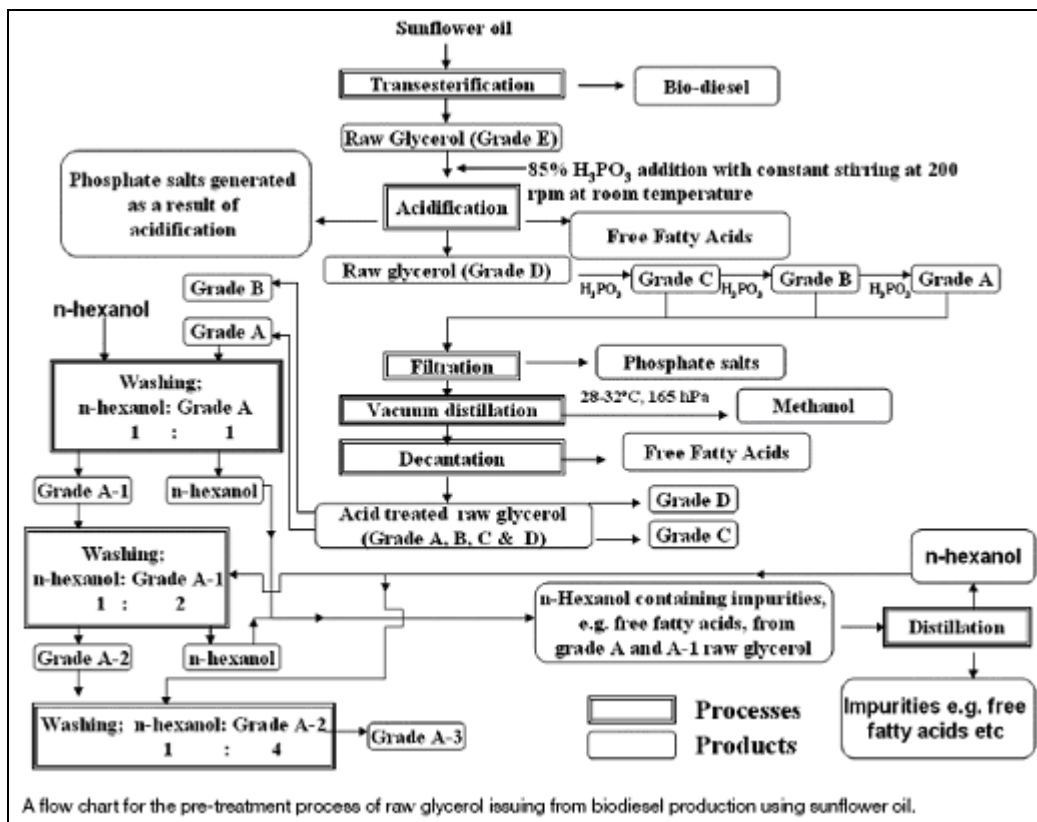 Sunflower oil
Transesterification
Bio-diesel
Raw Glycerol (Grade E)
85% H₃PO₃ addition with constant stirring at 200
rpm at room temperature
Phosphate salts generated
as a result of
acidification
Acidification
Free Fatty Acids
Raw glycerol (Grade D)
H₃PO₃
Grade C
H₃PO₃
Grade B
H₃PO₃
Grade A
Grade B
n-hexanol
Grade A
Filtration
Phosphate salts
Washing;
n-hexanol: Grade A
1 : 1
Vacuum distillation
28-32°C, 165 hPa
Methanol
Decantation
Free Fatty Acids
Grade A-1
n-hexanol
Acid treated raw glycerol
(Grade A, B, C & D)
Grade D
Grade C
Washing;
n-hexanol: Grade A-1
1 : 2
n-hexanol
n-Hexanol containing impurities,
e.g. free fatty acids, from
grade A and A-1 raw glycerol
Distillation
Grade A-2
n-hexanol
Washing; n-hexanol: Grade A-2
1 : 4
Grade A-3
Processes
Products
Impurities e.g. free
fatty acids etc
A flow chart for the pre-treatment process of raw glycerol issuing from biodiesel production using sunflower oil.